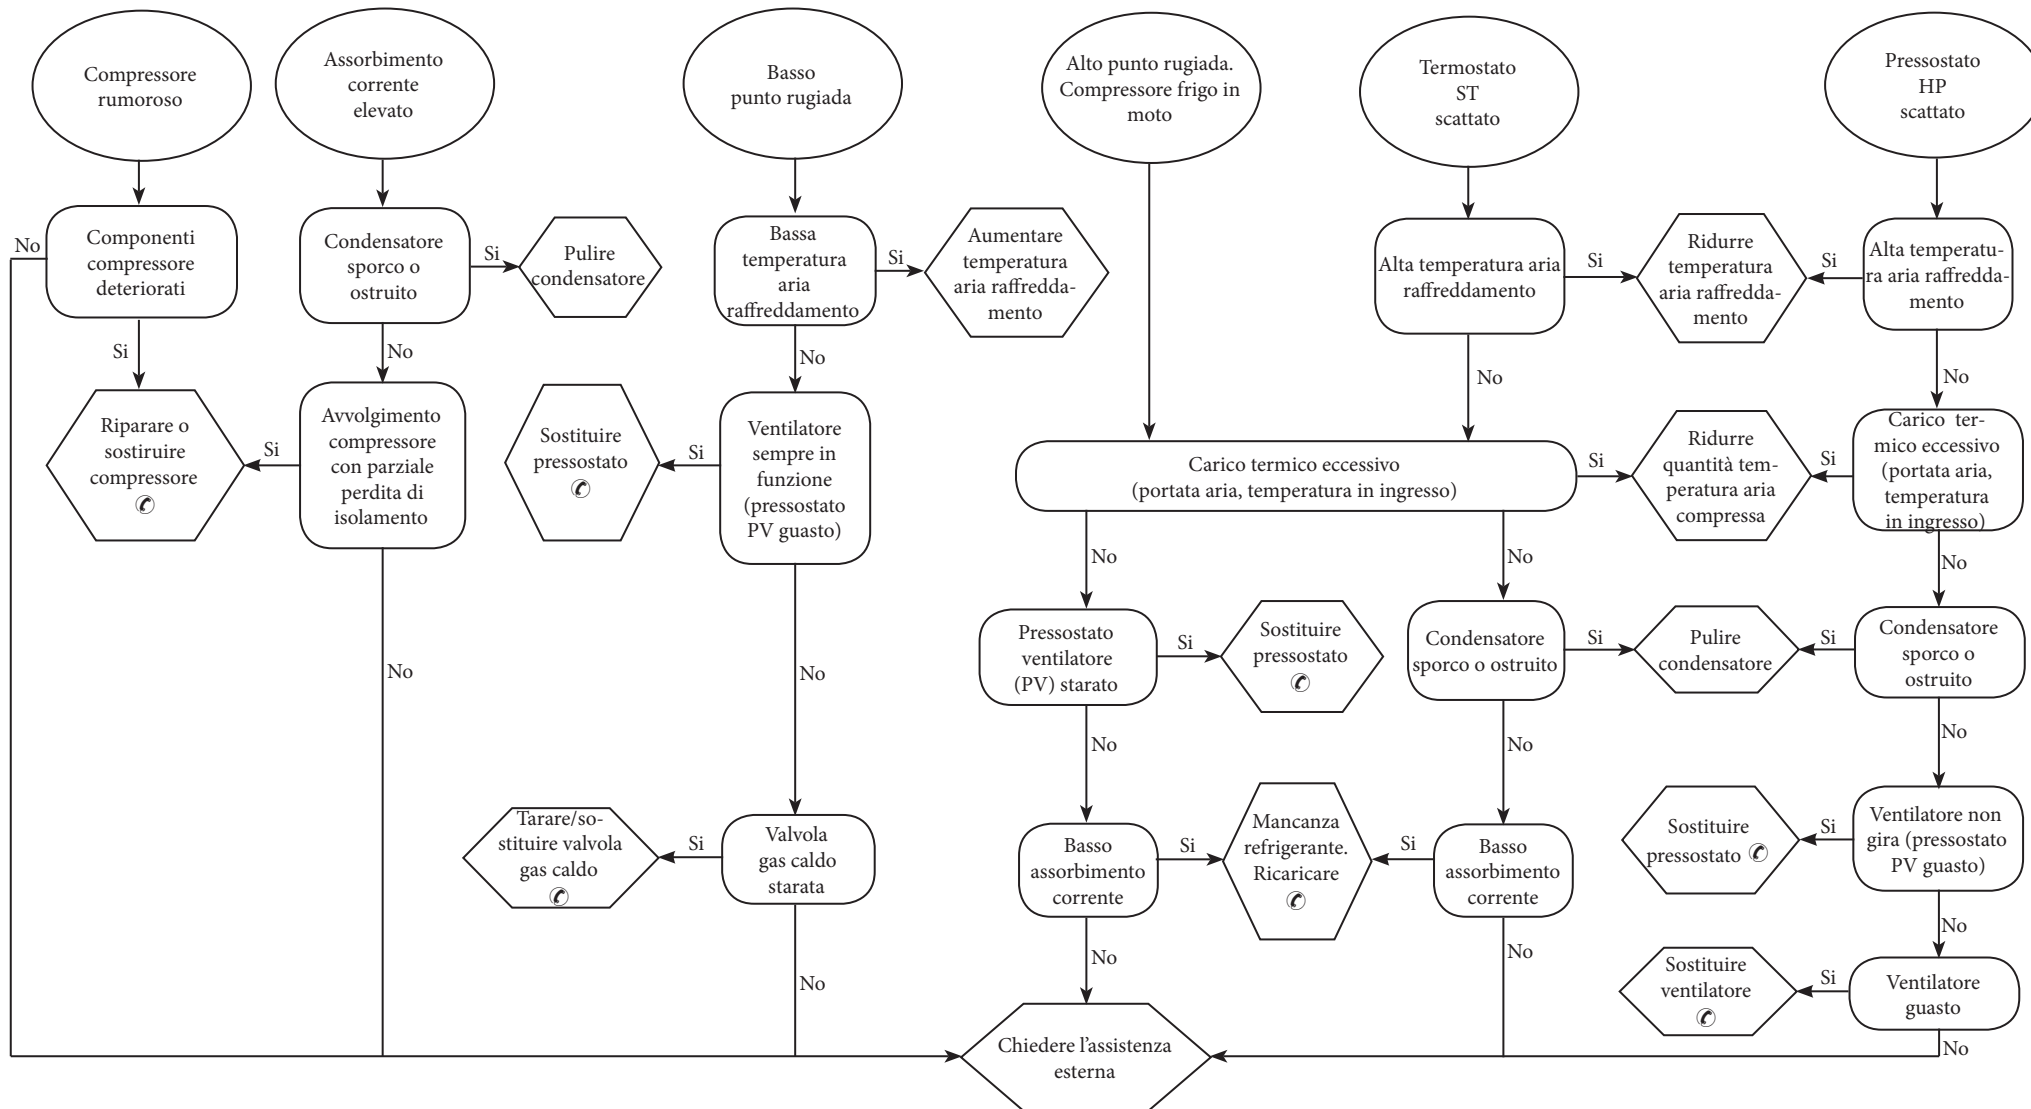 Compressore
rumoroso
Assorbimento
corrente
elevato
Basso
punto rugiada
Alto punto rugiada.
Compressore frigo in
moto
Termostato
ST
scattato
Pressostato
HP
scattato
No
Componenti
compressore
deteriorati
Condensatore
sporco o
ostruito
Si
Pulire
condensatore
Bassa
temperatura
aria
raffreddamento
Si
Aumentare
temperatura
aria raffredda-
mento
Alta temperatura aria
raffreddamento
Si
Ridurre
temperatura
aria raffredda-
mento
Si
Alta temperatu-
ra aria raffredda-
mento
Si
No
No
No
No
Riparare o
sostiruire
compressore
Si
Avvolgimento
compressore
con parziale
perdita di
isolamento
Sostituire
pressostato
Si
Ventilatore
sempre in
funzione
(pressostato
PV guasto)
Carico termico eccessivo
(portata aria, temperatura in ingresso)
Si
Ridurre
quantità tem-
peratura aria
compressa
Si
Carico ter-
mico eccessivo
(portata aria,
temperatura
in ingresso)
No
No
No
No
No
Pressostato
ventilatore
(PV) starato
Si
Sostituire
pressostato
Condensatore
sporco o ostruito
Si
Pulire
condensatore
Si
Condensatore
sporco o
ostruito
No
No
No
Tarare/so-
stituire valvola
gas caldo
Si
Valvola
gas caldo
starata
Basso
assorbimento
corrente
Si
Mancanza
refrigerante.
Ricaricare
Si
Basso
assorbimento
corrente
Sostituire
pressostato
Si
Ventilatore non
gira (pressostato
PV guasto)
No
No
No
No
Sostituire
ventilatore
Si
Ventilatore
guasto
Chiedere l'assistenza
esterna
No